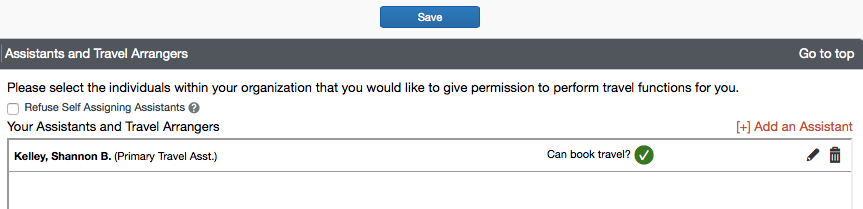 Save
Assistants and Travel Arrangers Go to top
Please select the individuals within your organization that you would like to give permission to perform travel functions for you.
Refuse Self Assigning Assistants ?
Your Assistants and Travel Arrangers [+] Add an Assistant
Kelley, Shannon B. (Primary Travel Asst.) Can book travel?